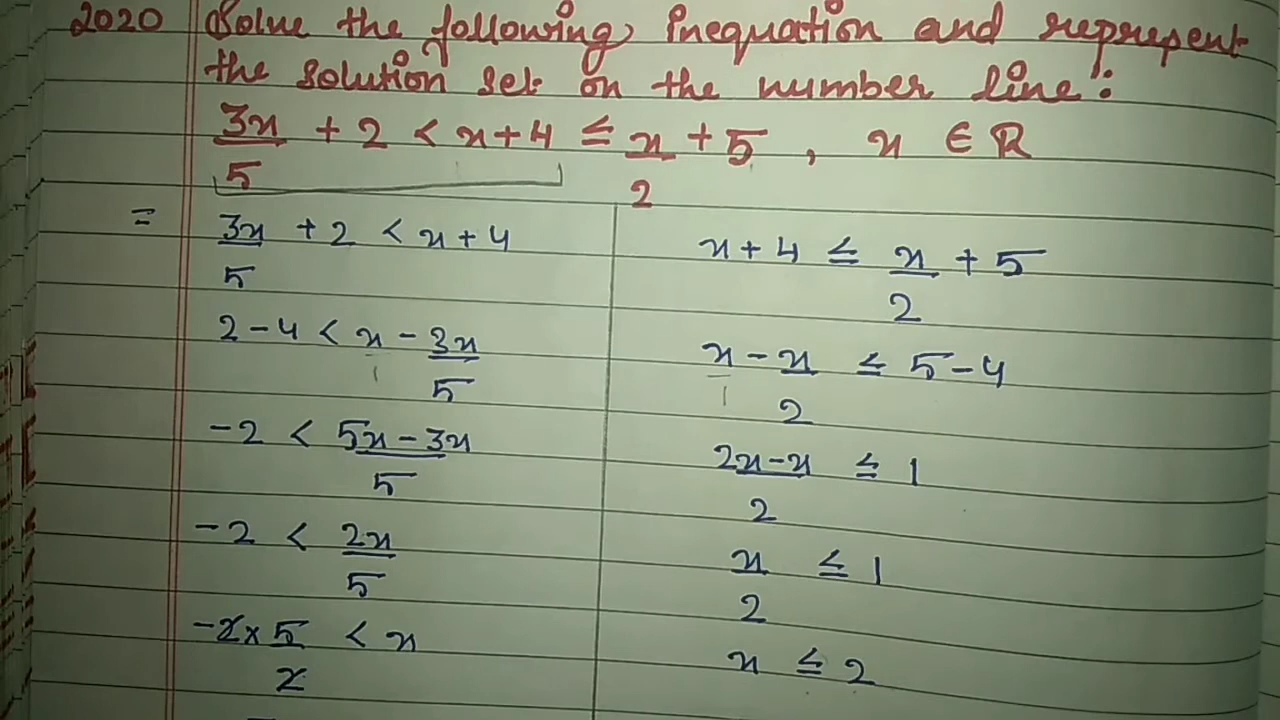 2020 Solve the following inequation and represent
the solution set on the number line:
3x/5 + 2 < x + 4 ≤ x/2 + 5 , x ∈ R
= 3x/5 + 2 < x + 4
2 - 4 < x/1 - 3x/5
-2 < 5x - 3x/5
-2 < 2x/5
-2 × 5/2 < x
x + 4 ≤ x/2 + 5
x/1 - x/2 ≤ 5 - 4
2x - x/2 ≤ 1
x/2 ≤ 1
x ≤ 2